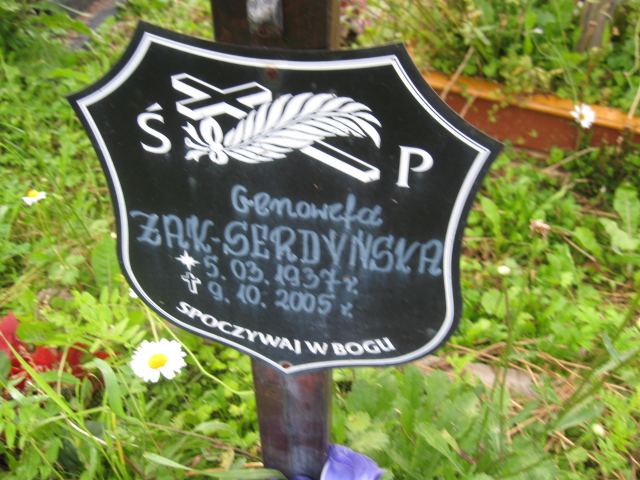 Ś P
Genowefa
ZAK-SERDYŃSKA
5. 03. 1937 r.
9. 10. 2005 r.
SPOCZYWAJ W BOGU